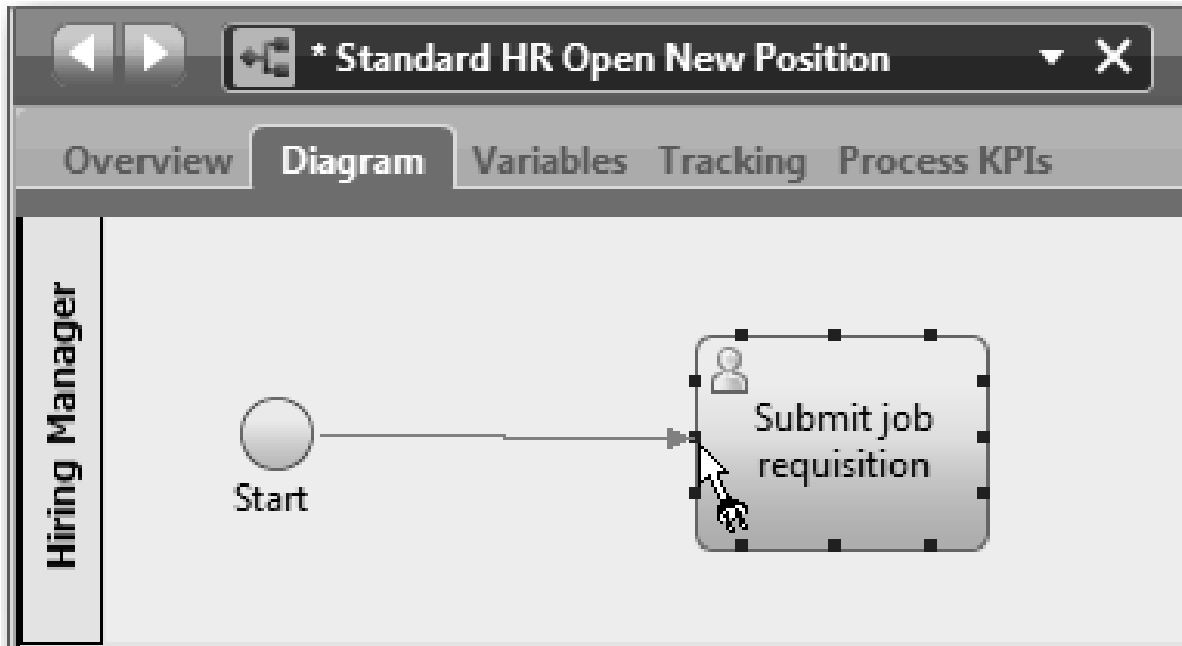 * Standard HR Open New Position
Overview Diagram Variables Tracking Process KPIs
Hiring Manager
Start
Submit job
requisition